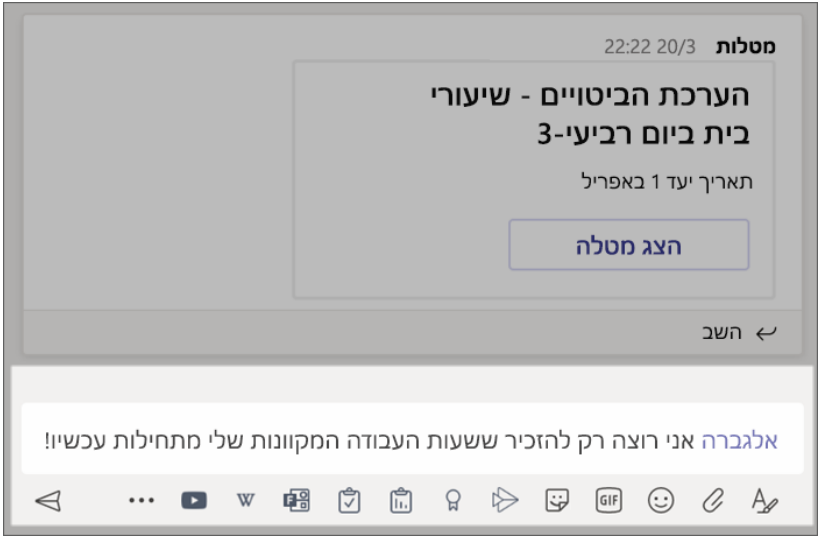 מטלות 20/3 22:22
הערכת הביטויים - שיעורי
בית ביום רביעי-3
תאריך יעד 1 באפריל
הצג מטלה
השב
אלגברה אני רוצה רק להזכיר ששעות העבודה המקוונות שלי מתחילות עכשיו!
GIF W